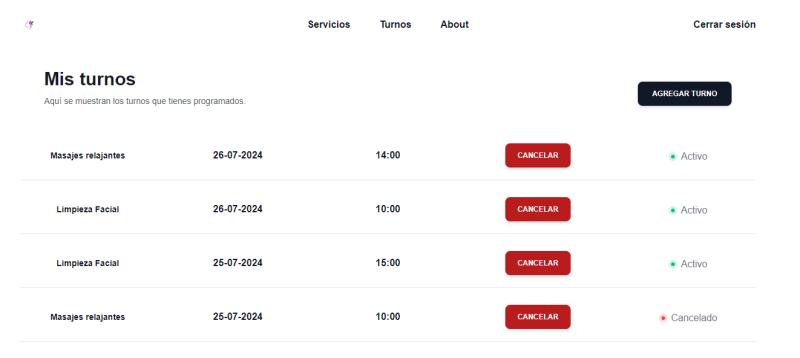 Servicios Turnos About Cerrar sesión
Mis turnos
Aquí se muestran los turnos que tienes programados.
AGREGAR TURNO
Masajes relajantes 26-07-2024 14:00 CANCELAR Activo
Limpieza Facial 26-07-2024 10:00 CANCELAR Activo
Limpieza Facial 25-07-2024 15:00 CANCELAR Activo
Masajes relajantes 25-07-2024 10:00 CANCELAR Cancelado